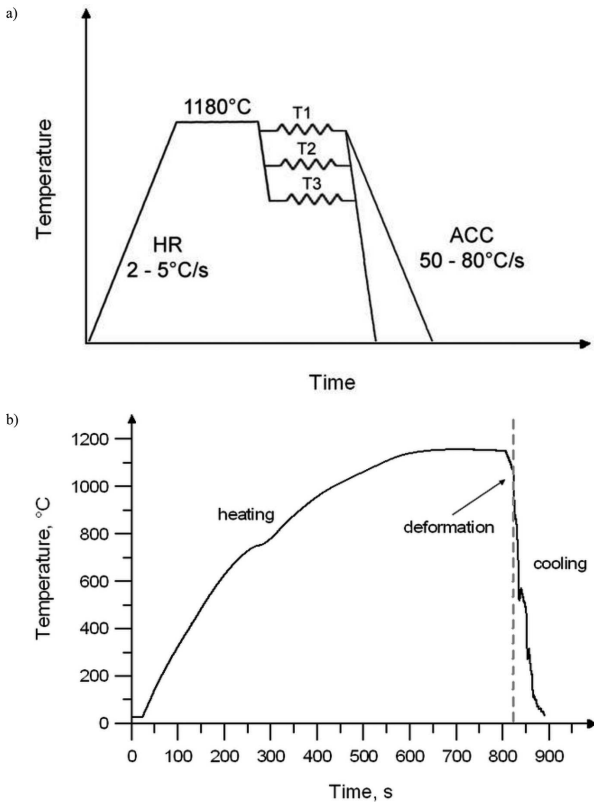 a)
1180°C
T1
T2
T3
Temperature
HR
2 - 5°C/s
ACC
50 - 80°C/s
Time
b)
1200
1000
800
600
400
200
0
Temperature, °C
heating
deformation
cooling
0 100 200 300 400 500 600 700 800 900
Time, s